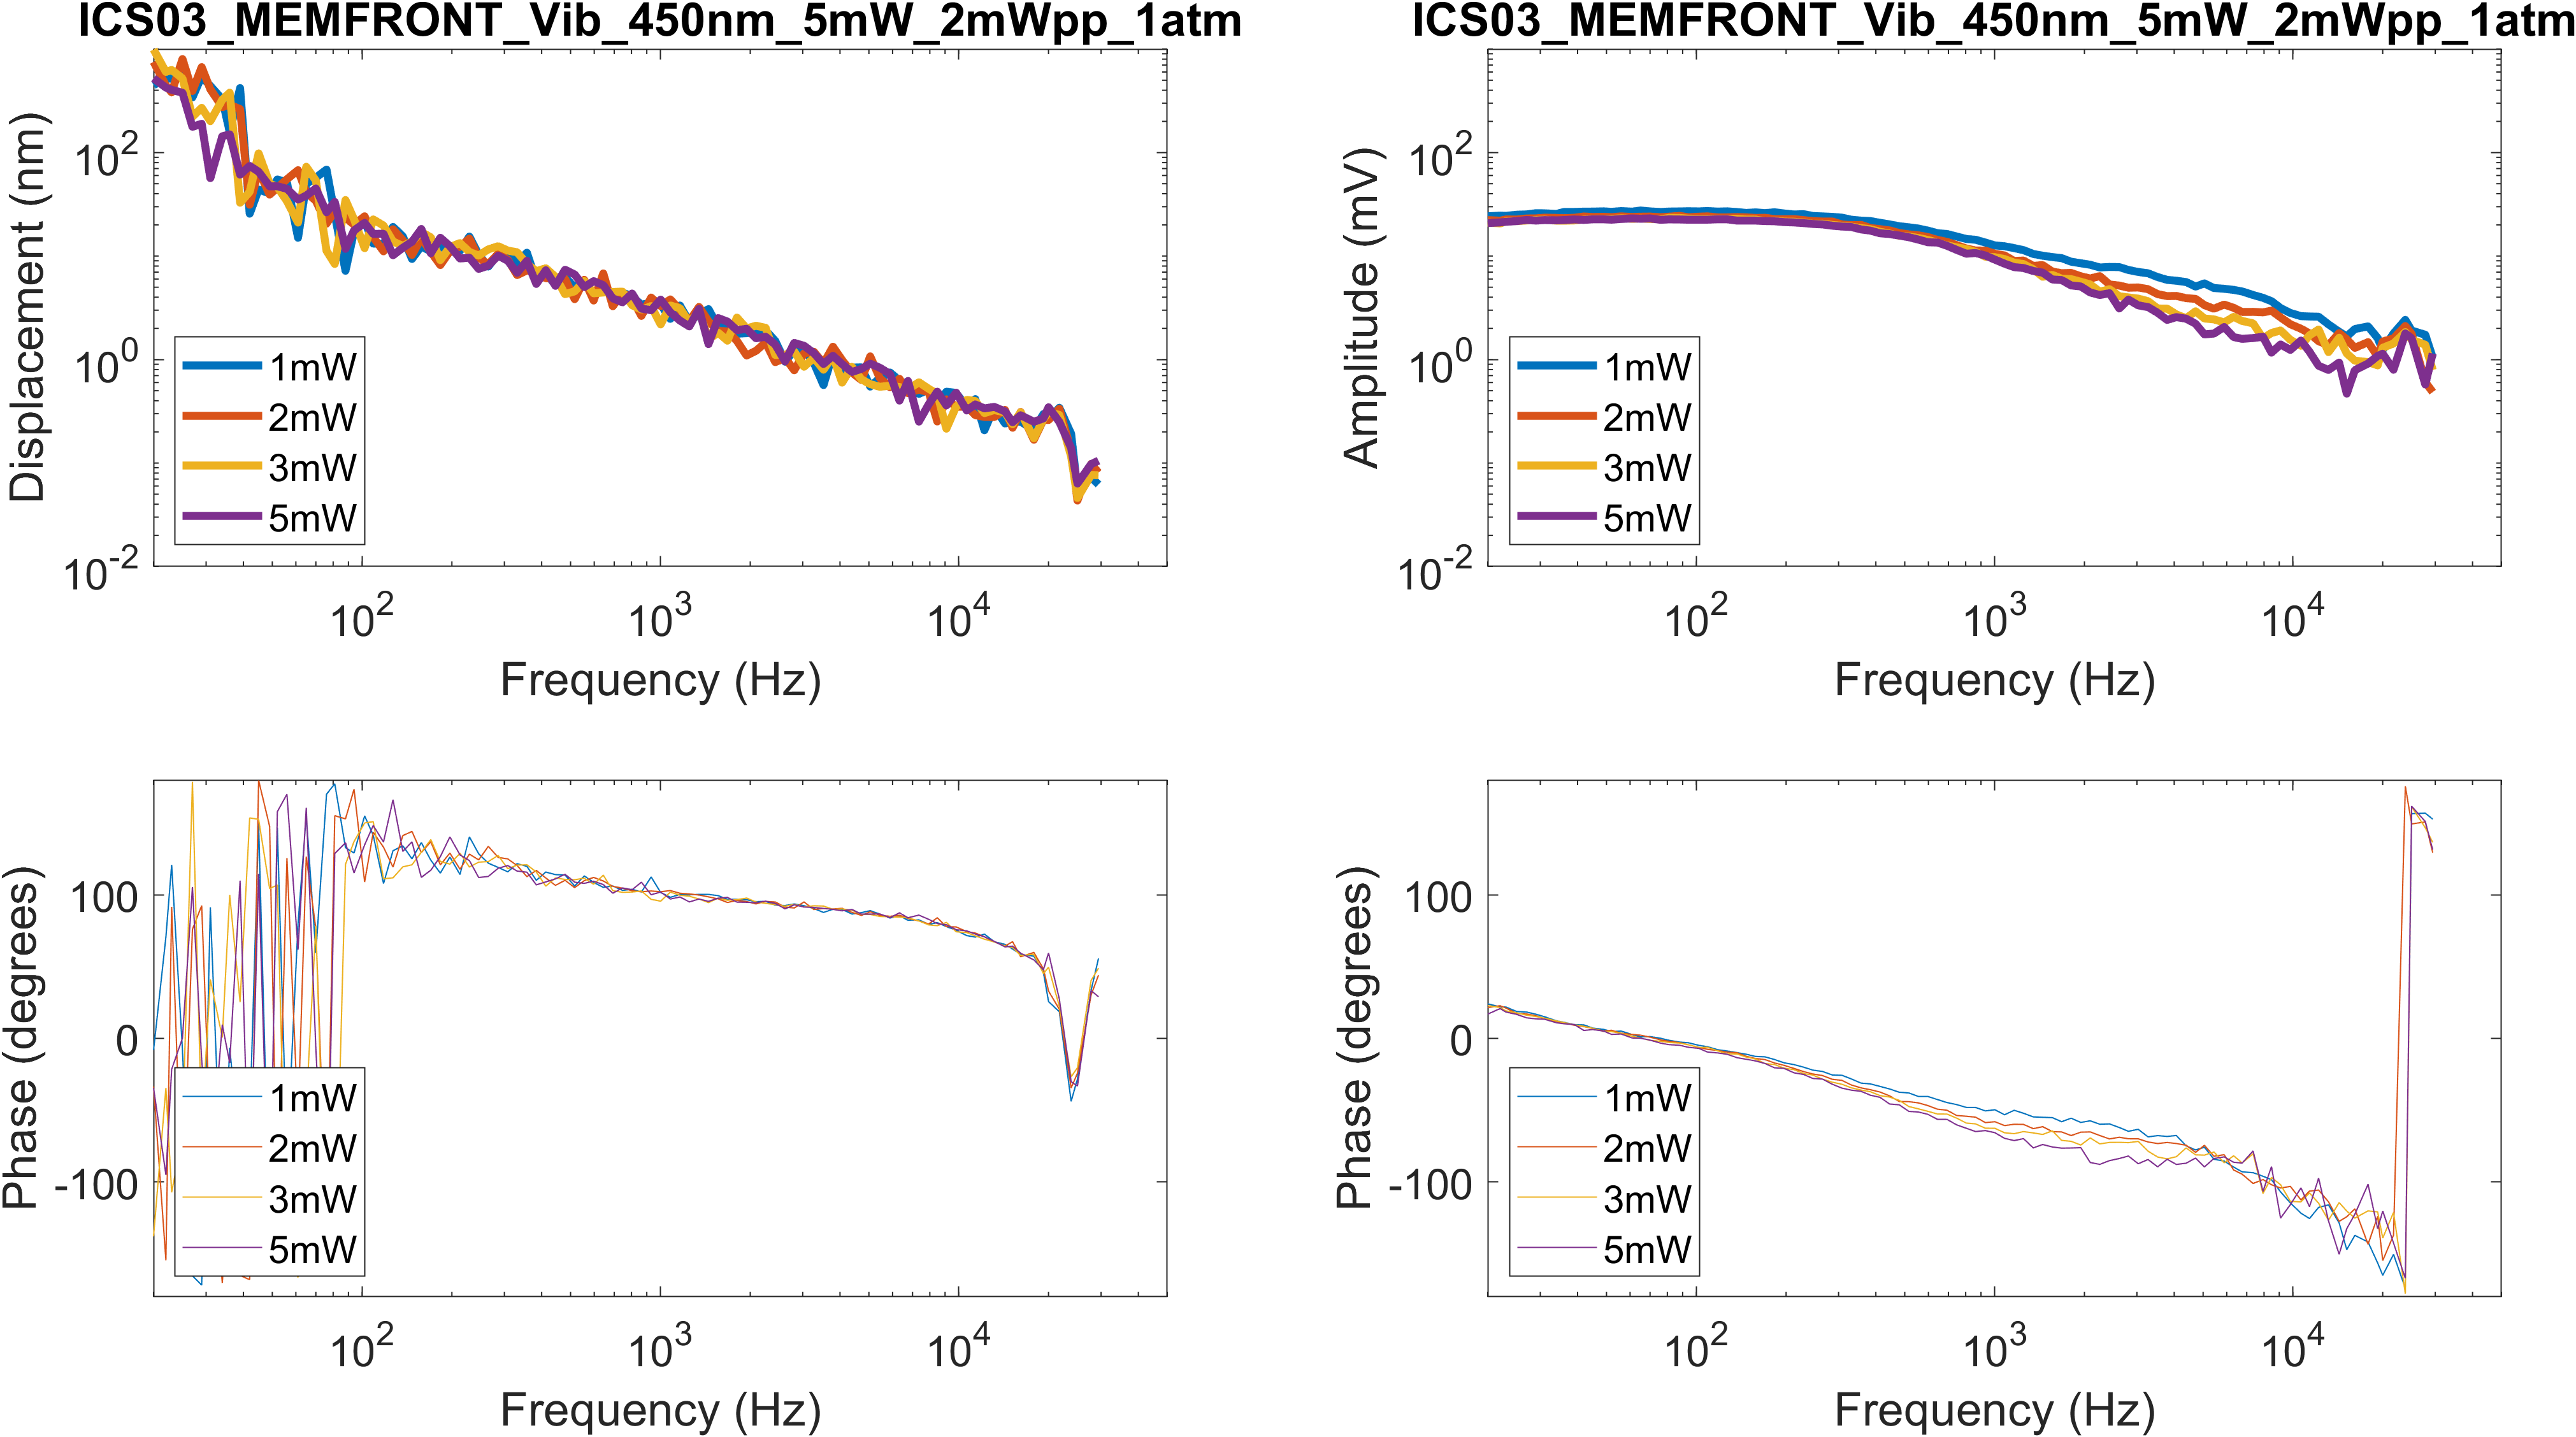 ICS03_MEMFRONT_Vib_450nm_5mW_2mWpp_1atm
Displacement (nm)
10^2
10^0
10^-2
1mW
2mW
3mW
5mW
10^2 10^3 10^4
Frequency (Hz)
ICS03_MEMFRONT_Vib_450nm_5mW_2mWpp_1atm
Amplitude (mV)
10^2
10^0
10^-2
1mW
2mW
3mW
5mW
10^2 10^3 10^4
Frequency (Hz)
Phase (degrees)
100
0
-100
1mW
2mW
3mW
5mW
10^2 10^3 10^4
Frequency (Hz)
Phase (degrees)
100
0
-100
1mW
2mW
3mW
5mW
10^2 10^3 10^4
Frequency (Hz)